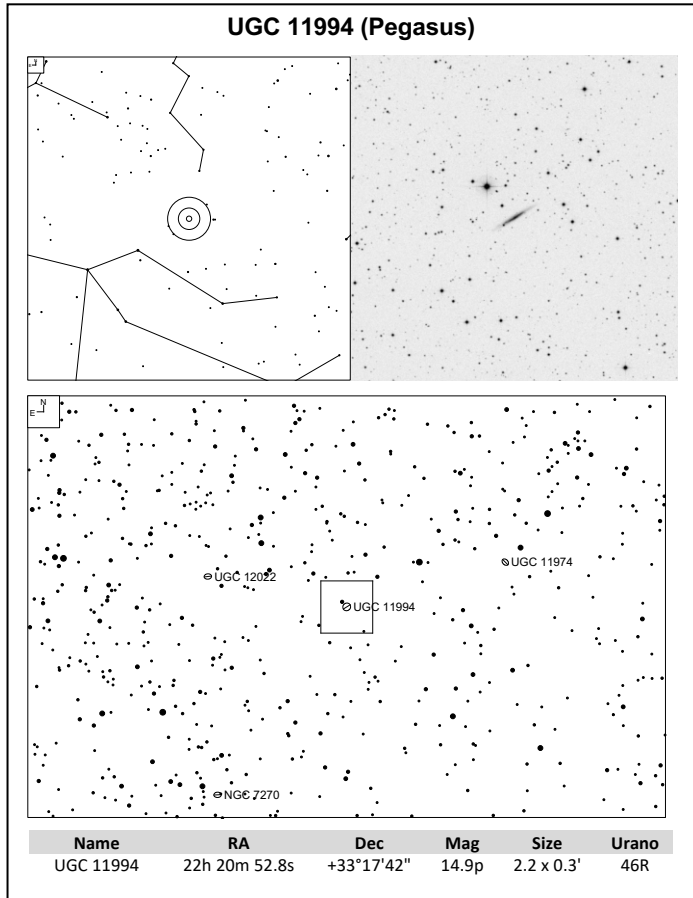 UGC 11994 (Pegasus)
N
E
UGC 12022
UGC 11974
UGC 11994
NGC 7270
Name RA Dec Mag Size Urano
UGC 11994 22h 20m 52.8s +33°17'42" 14.9p 2.2 x 0.3' 46R